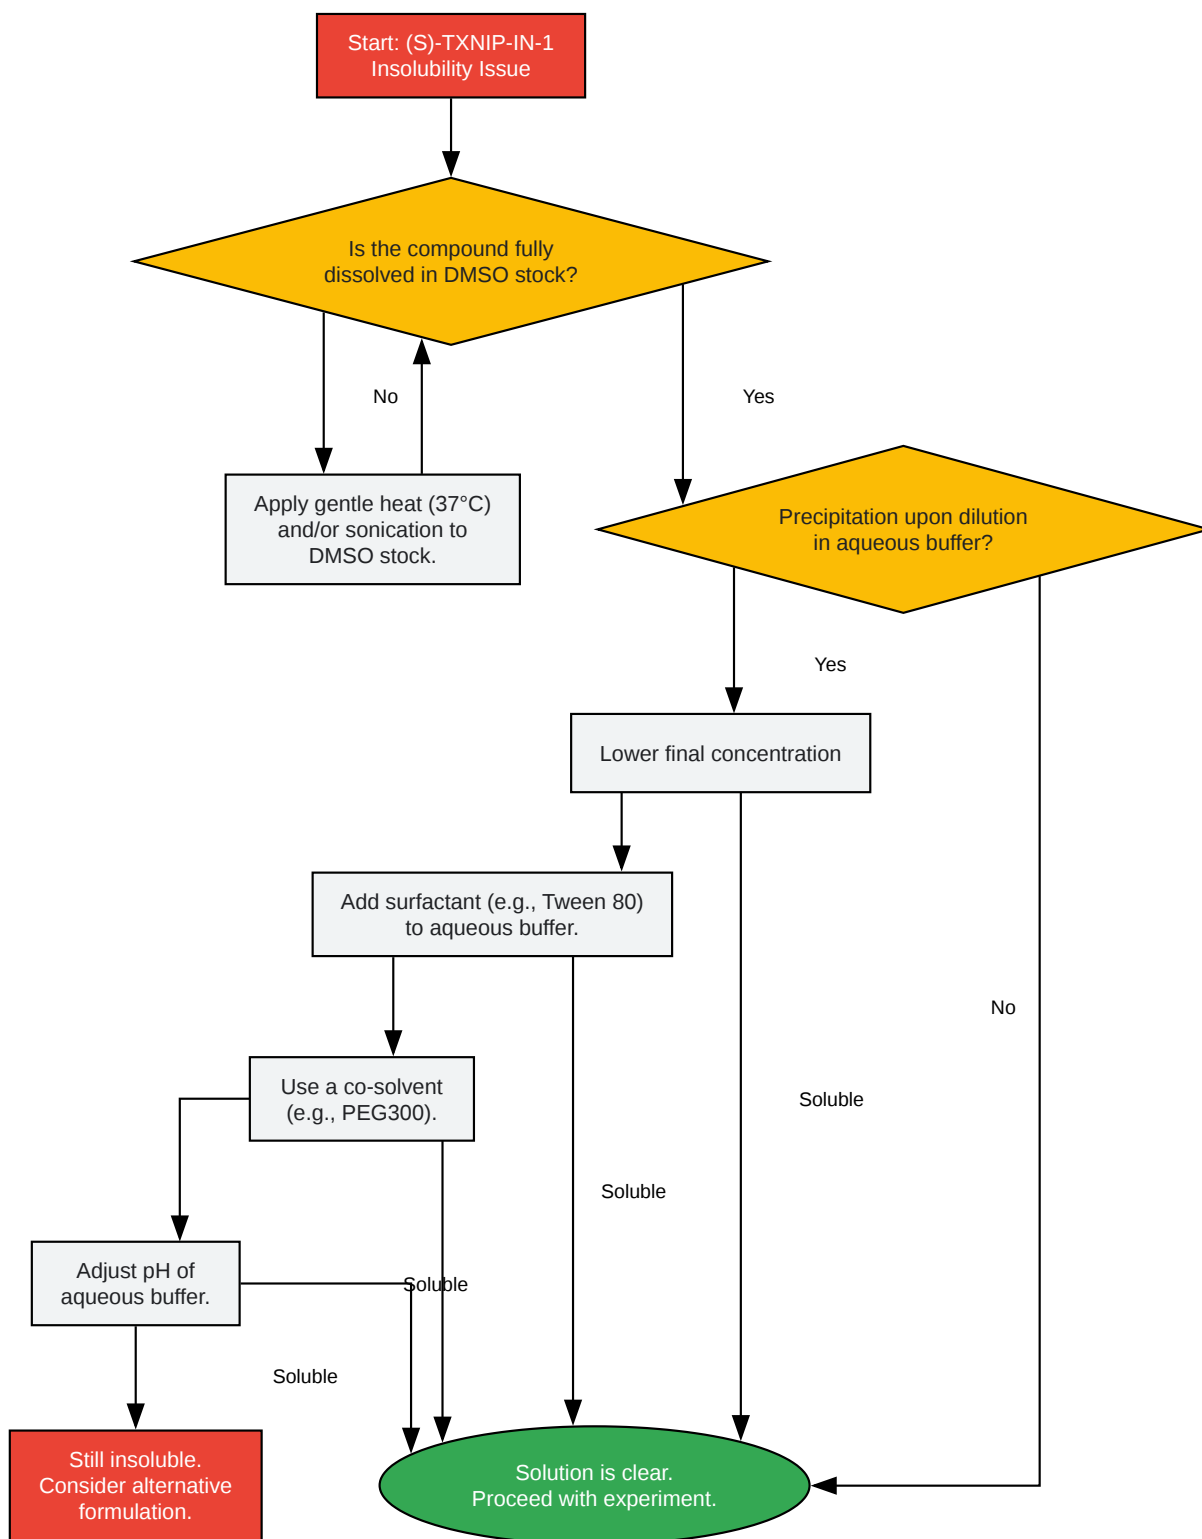 Start: (S)-TXNIP-IN-1
Insolubility Issue
Is the compound fully
dissolved in DMSO stock?
No
Yes
Apply gentle heat (37°C)
and/or sonication to
DMSO stock.
Precipitation upon dilution
in aqueous buffer?
Yes
Lower final concentration
Add surfactant (e.g., Tween 80)
to aqueous buffer.
No
Use a co-solvent
(e.g., PEG300).
Soluble
Soluble
Adjust pH of
aqueous buffer.
Soluble
Soluble
Still insoluble.
Consider alternative
formulation.
Solution is clear.
Proceed with experiment.